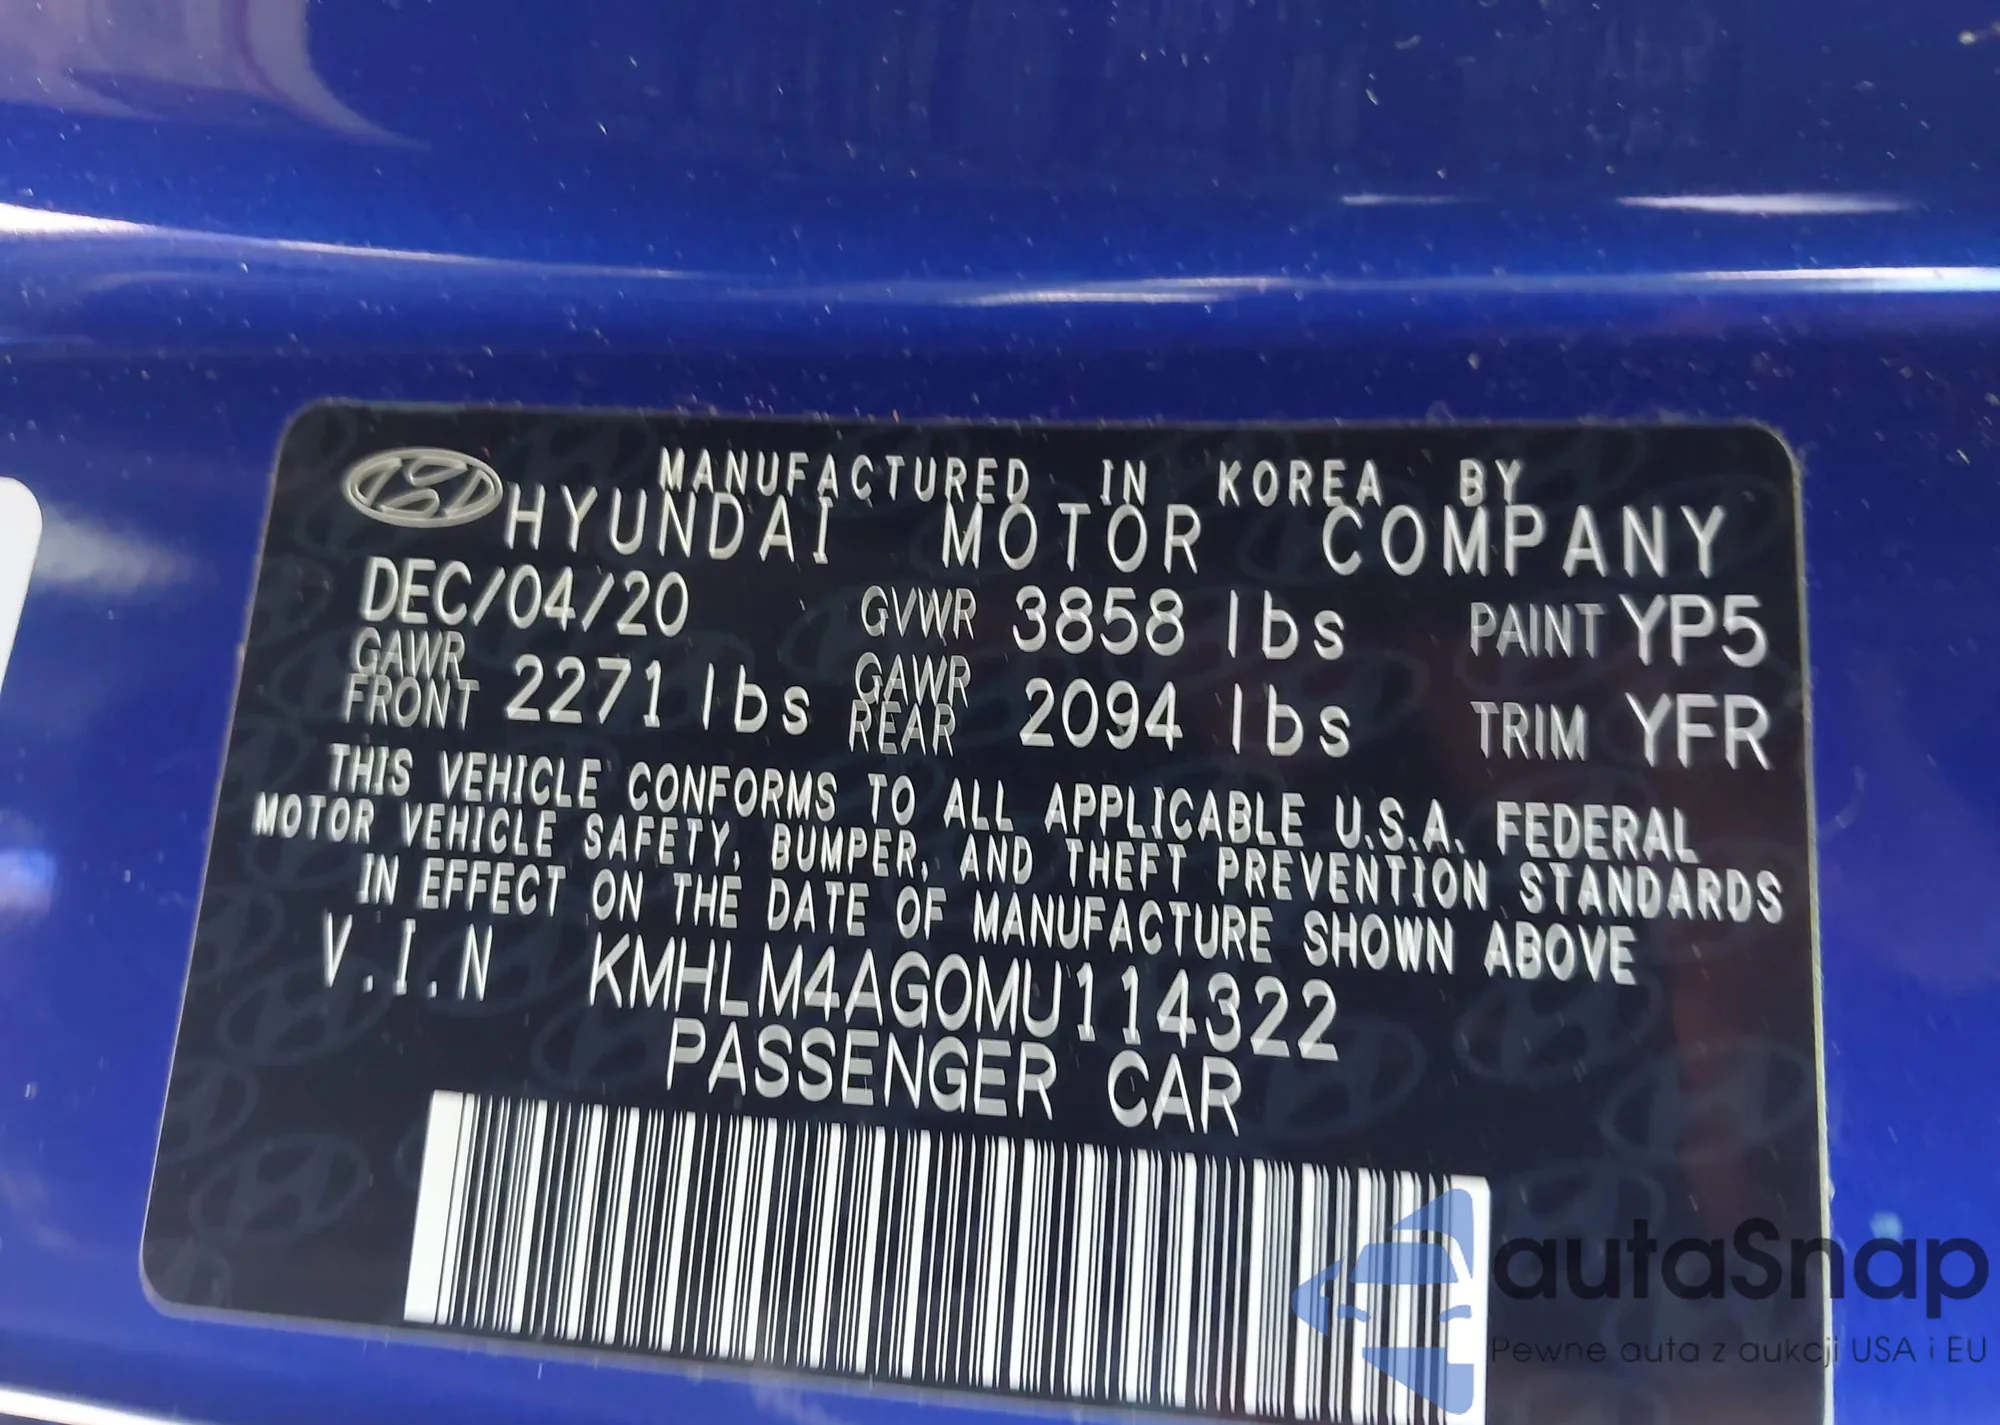 MANUFACTURED IN KOREA BY
HYUNDAI MOTOR COMPANY
DEC/04/20 GVWR 3858 lbs PAINT YP5
GAWR FRONT 2271 lbs GAWR REAR 2094 lbs TRIM YFR
THIS VEHICLE CONFORMS TO ALL APPLICABLE U.S.A. FEDERAL
MOTOR VEHICLE SAFETY, BUMPER, AND THEFT PREVENTION STANDARDS
IN EFFECT ON THE DATE OF MANUFACTURE SHOWN ABOVE
V.I.N KMHLM4AG0MU114322
PASSENGER CAR
autaSnap
Pewne auta z aukcji USA i EU